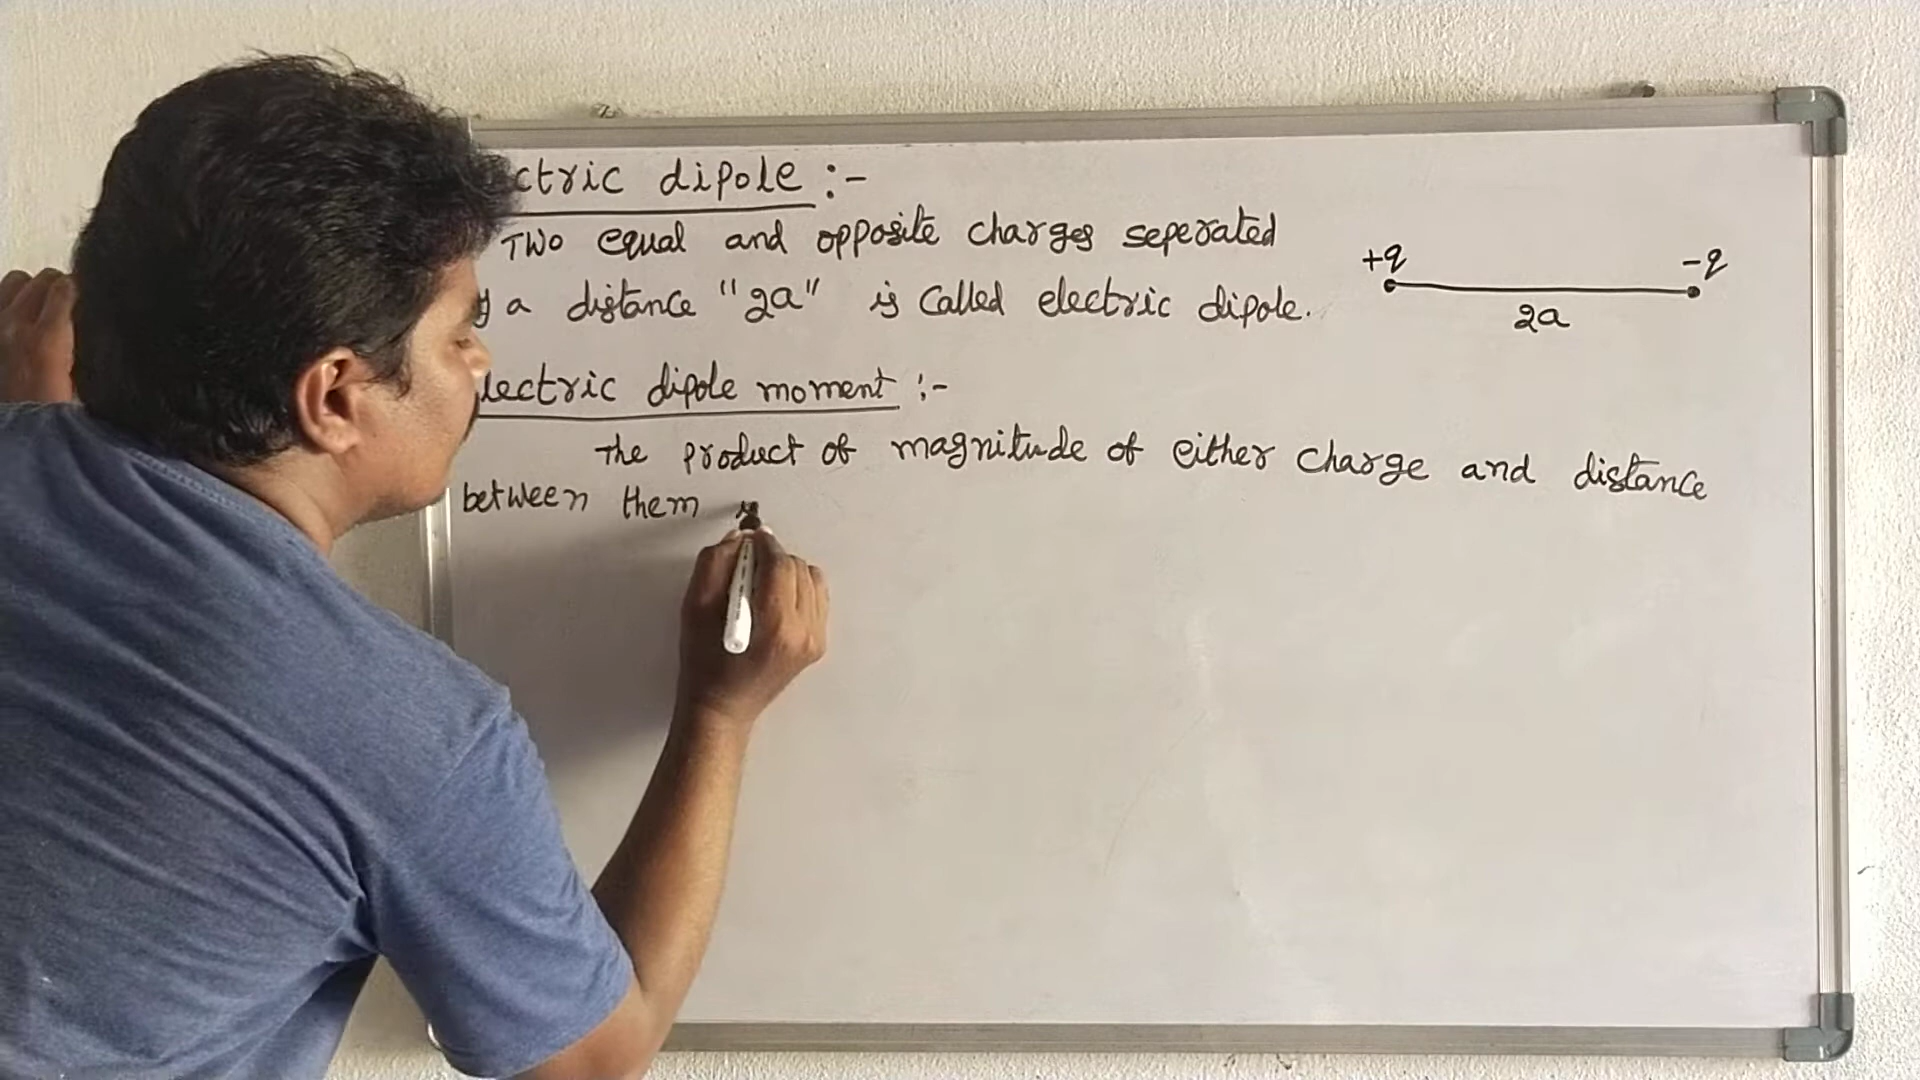 ctric dipole :-
Two equal and opposite charges seperated
a distance "2a" is called electric dipole.
+q
-q
2a
lectric dipole moment :-
The product of magnitude of either charge and distance
between them